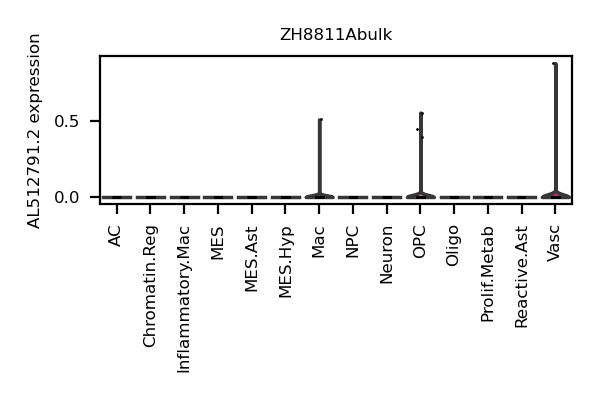 ZH8811Abulk
AL512791.2 expression
0.5
0.0
AC
Chromatin.Reg
Inflammatory.Mac
MES
MES.Ast
MES.Hyp
Mac
NPC
Neuron
OPC
Oligo
Prolif.Metab
Reactive.Ast
Vasc